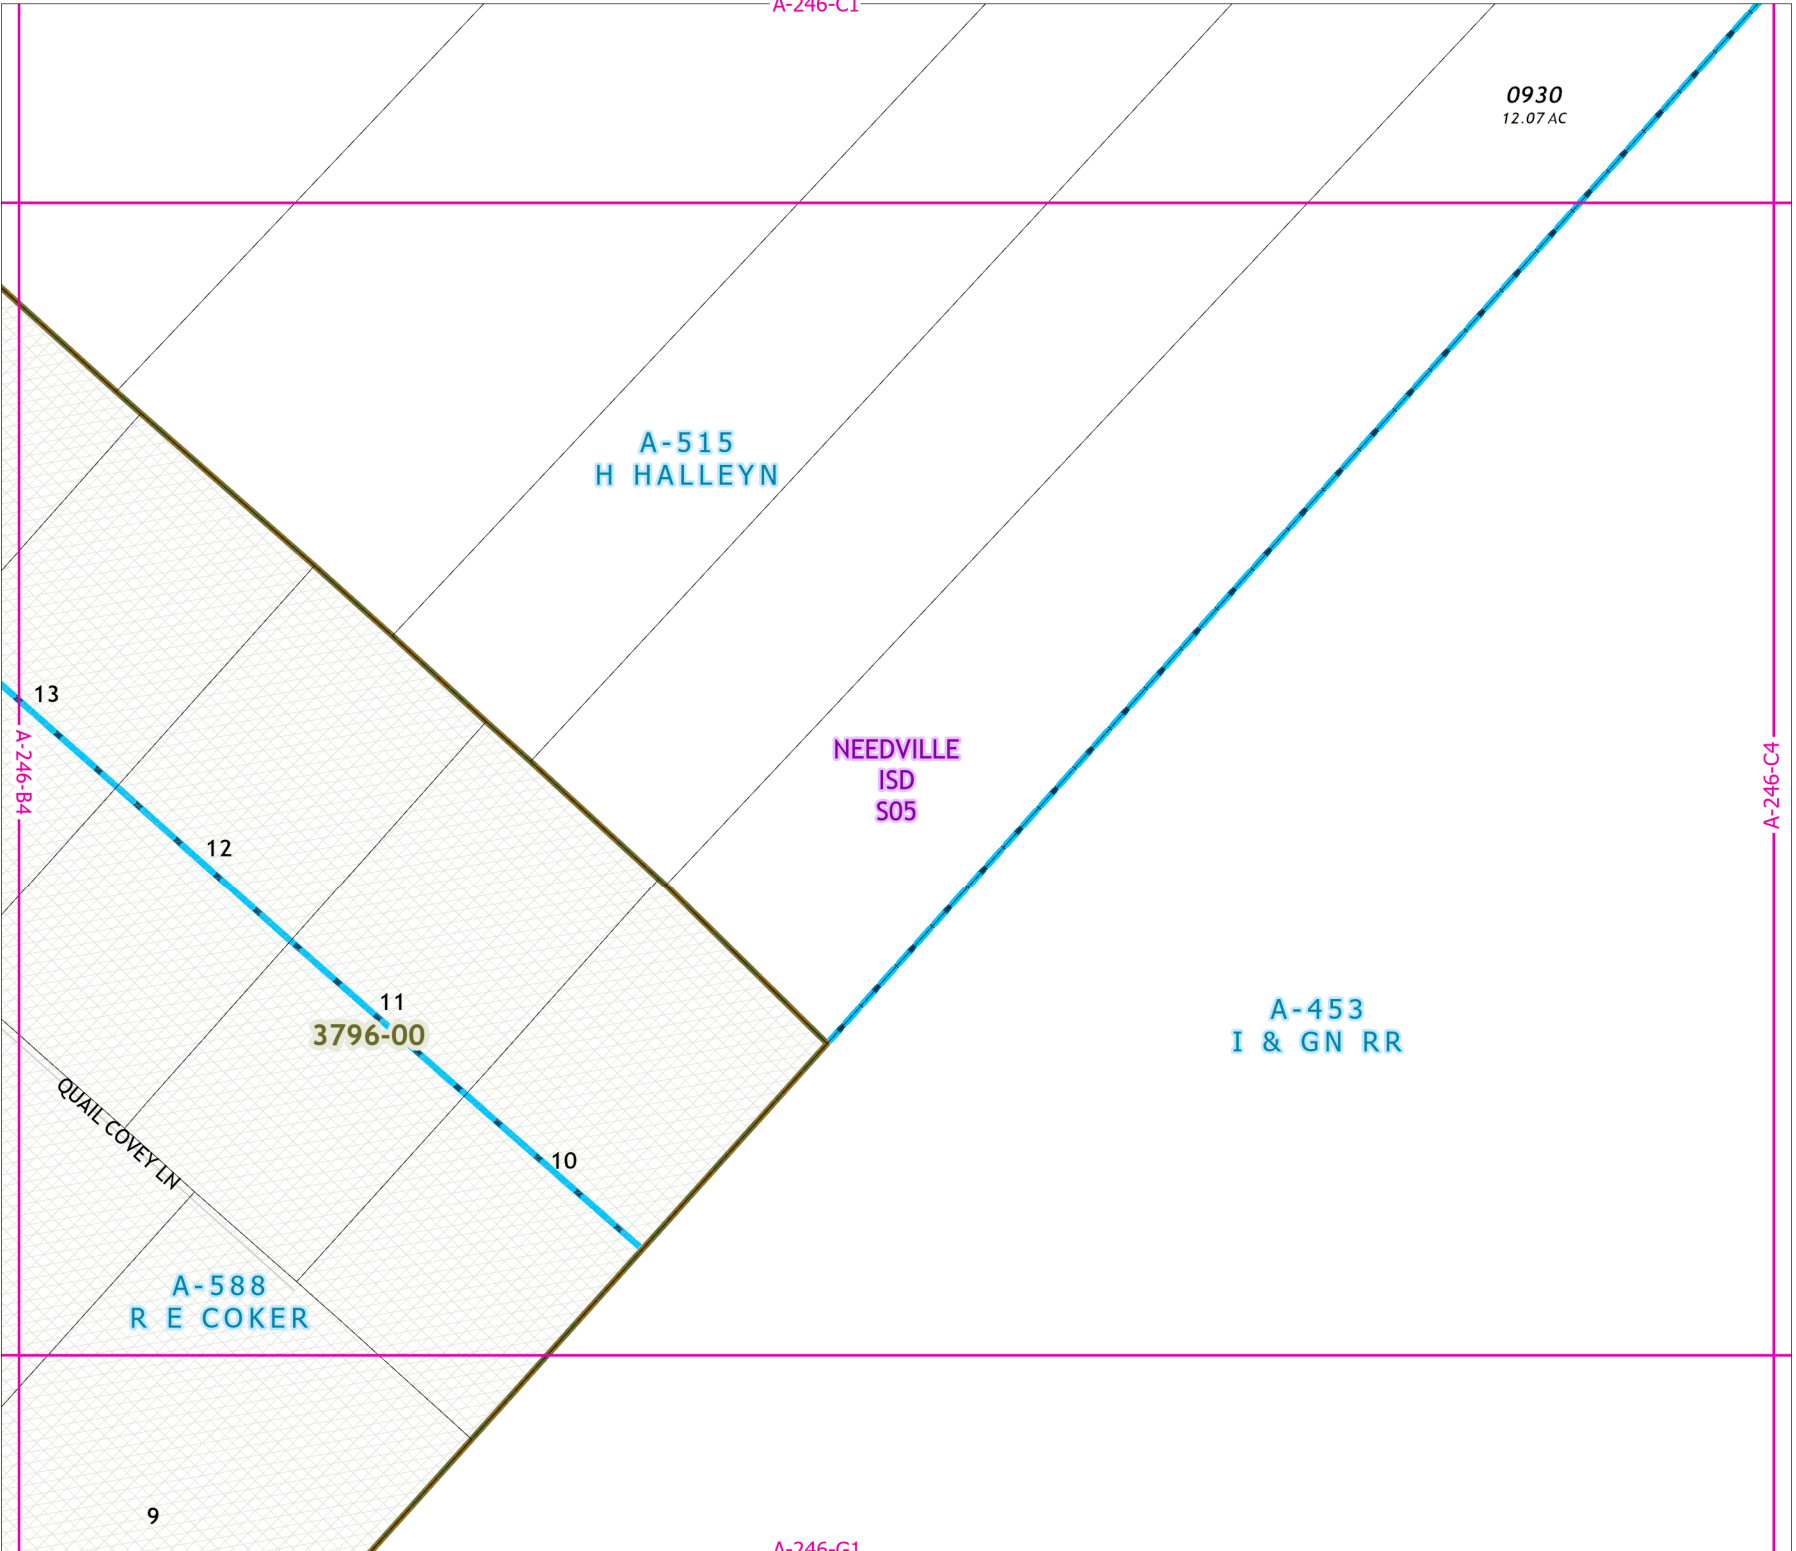 A-246-C1
0930
12.07 AC
A-515
H HALLEYN
13
A-246-B4
NEEDVILLE
ISD
S05
A-246-C4
12
11
3796-00
A-453
I & GN RR
QUAIL COVEY LN
10
A-588
R E COKER
9
A-246-G1